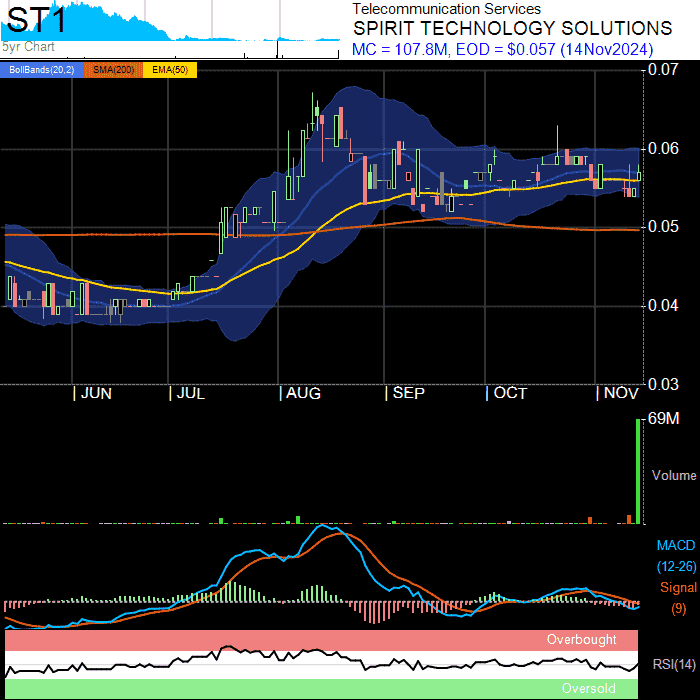 ST1
5yr Chart
Telecommunication Services
SPIRIT TECHNOLOGY SOLUTIONS
MC = 107.8M, EOD = $0.057 (14Nov2024)
BollBands(20,2) SMA(200) EMA(50)
0.07
0.06
0.05
0.04
0.03
JUN JUL AUG SEP OCT NOV
69M
Volume
MACD
(12-26)
Signal
(9)
Overbought
RSI(14)
Oversold